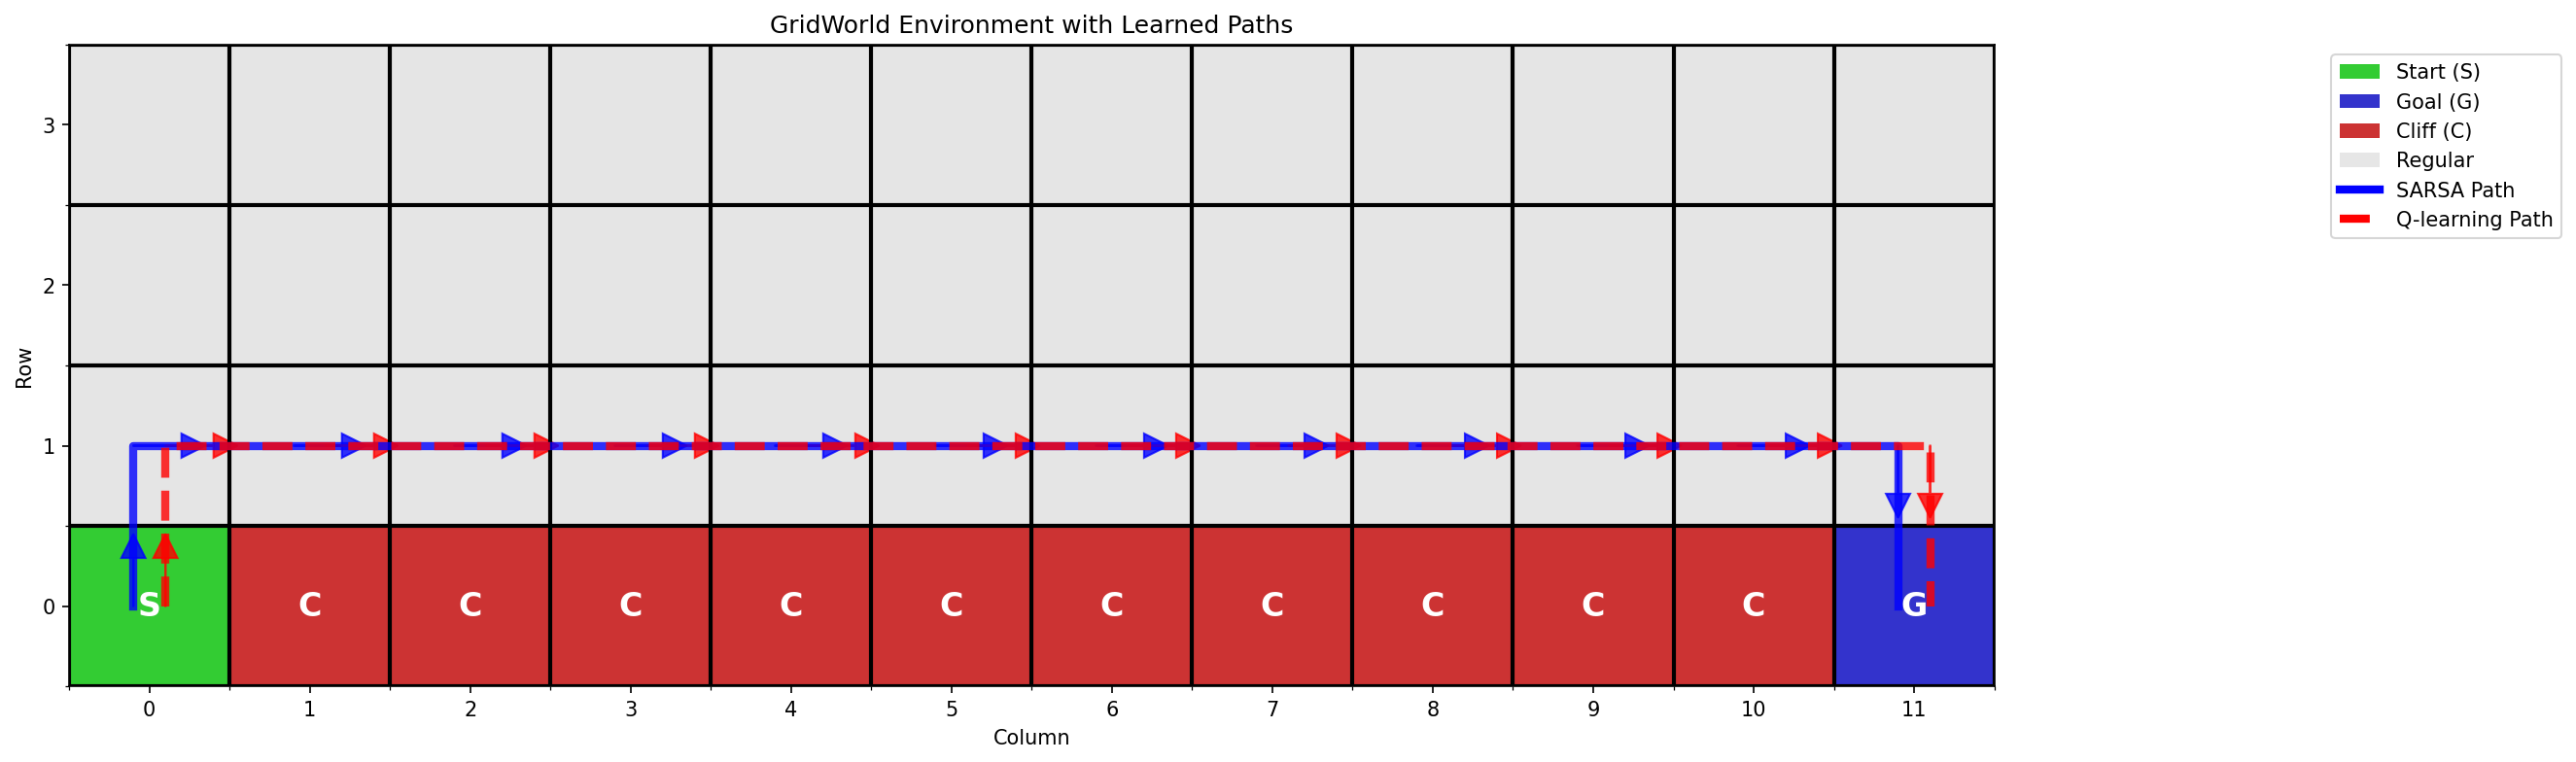 GridWorld Environment with Learned Paths
Start (S)
Goal (G)
Cliff (C)
Regular
SARSA Path
Q-learning Path
3
2
1
0
Row
S C C C C C C C C C C G
0 1 2 3 4 5 6 7 8 9 10 11
Column